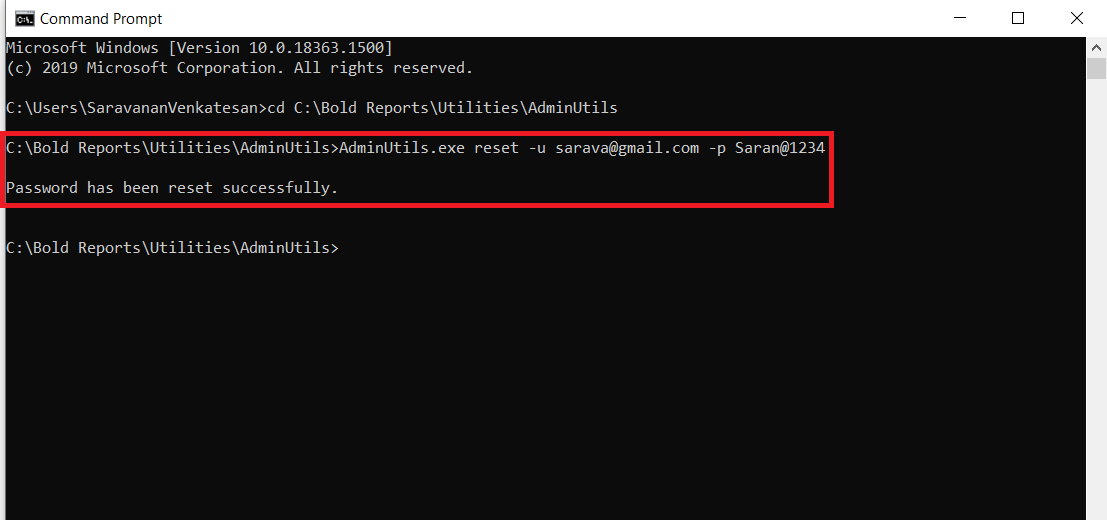 Command Prompt
Microsoft Windows [Version 10.0.18363.1500]
(c) 2019 Microsoft Corporation. All rights reserved.
C:\Users\SaravananVenkatesan>cd C:\Bold Reports\Utilities\AdminUtils
C:\Bold Reports\Utilities\AdminUtils>AdminUtils.exe reset -u sarava@gmail.com -p Saran@1234
Password has been reset successfully.
C:\Bold Reports\Utilities\AdminUtils>